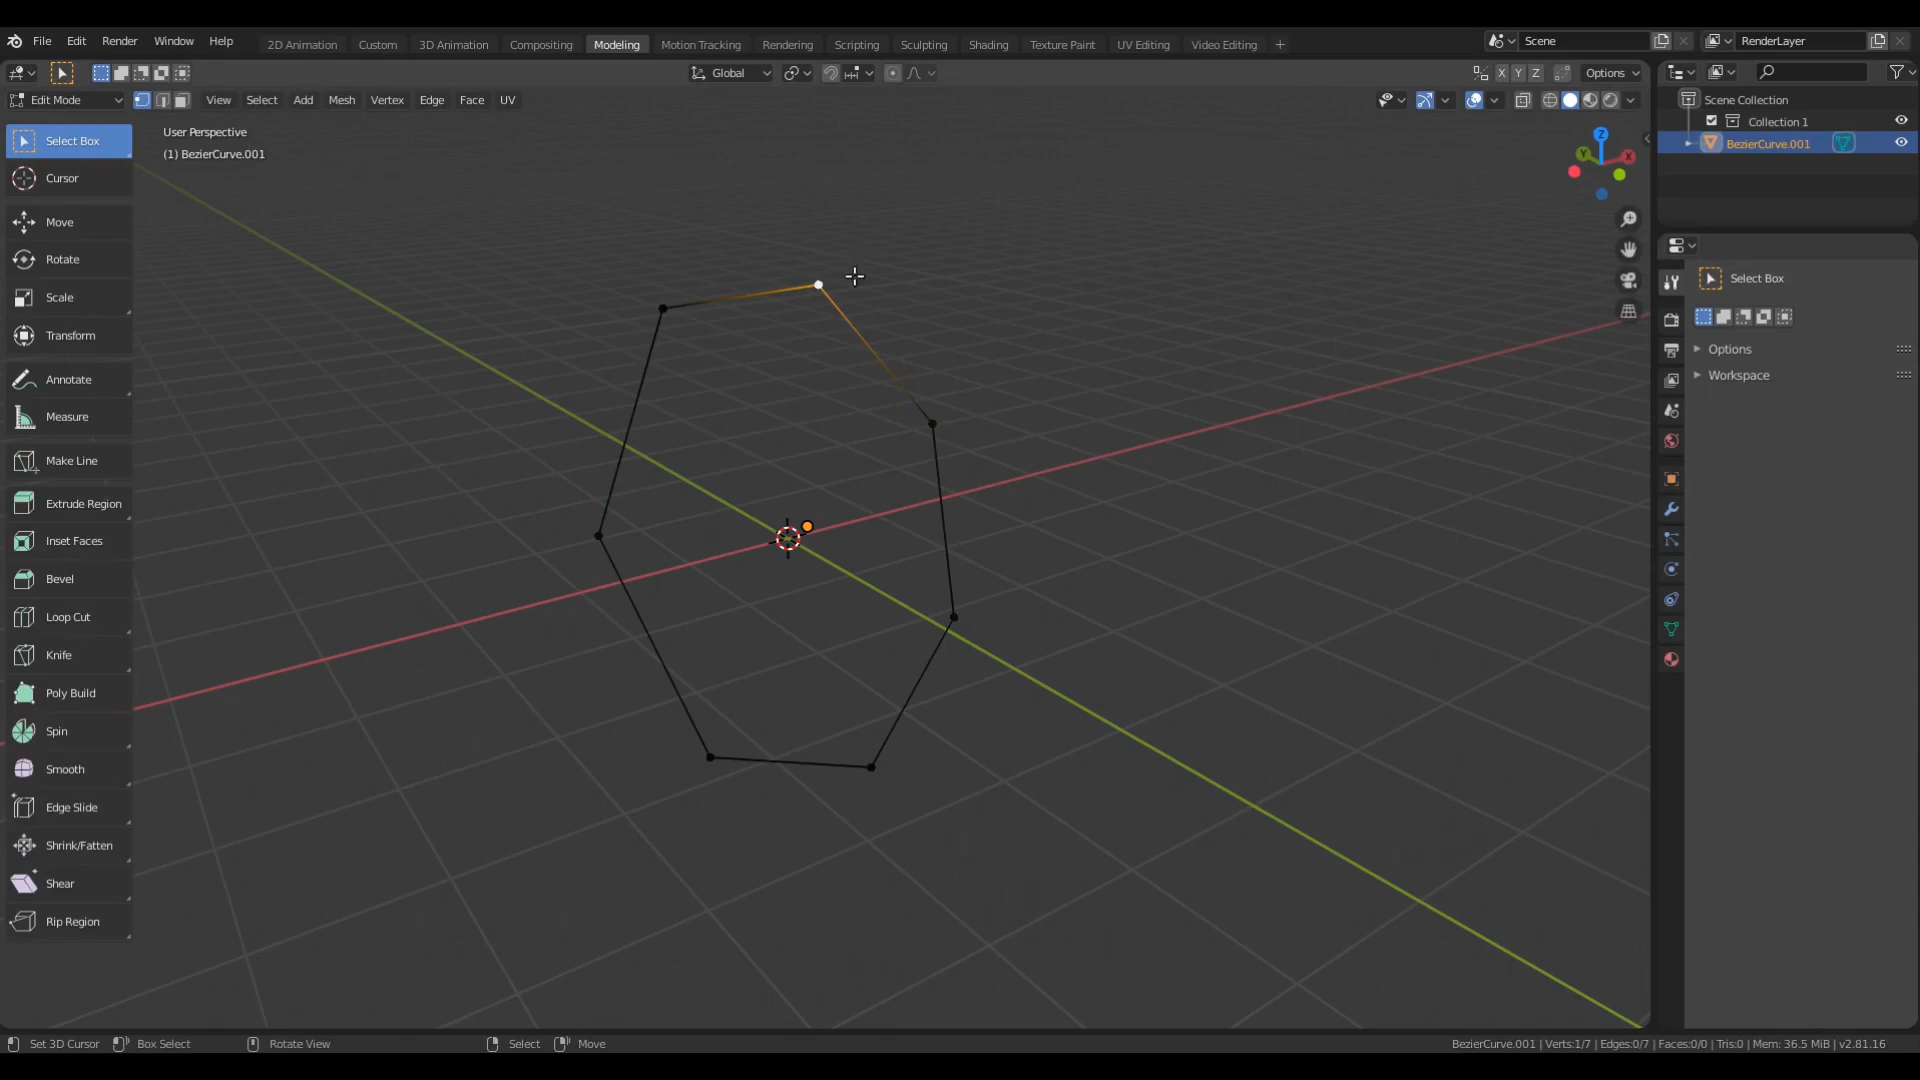 File Edit Render Window Help 2D Animation Custom 3D Animation Compositing Modeling Motion Tracking Rendering Scripting Sculpting Shading Texture Paint UV Editing Video Editing + Scene RenderLayer
Global X Y Z Options
Edit Mode View Select Add Mesh Vertex Edge Face UV
Scene Collection
Collection 1
BezierCurve.001
User Perspective
(1) BezierCurve.001
Z
Y
X
Select Box
Cursor
Move
Rotate
Scale
Transform
Annotate
Measure
Make Line
Extrude Region
Inset Faces
Bevel
Loop Cut
Knife
Poly Build
Spin
Smooth
Edge Slide
Shrink/Fatten
Shear
Rip Region
Select Box
Options
Workspace
Set 3D Cursor Box Select Rotate View Select Move BezierCurve.001 | Verts:1/7 | Edges:0/7 | Faces:0/0 | Tris:0 | Mem: 36.5 MiB | v2.81.16